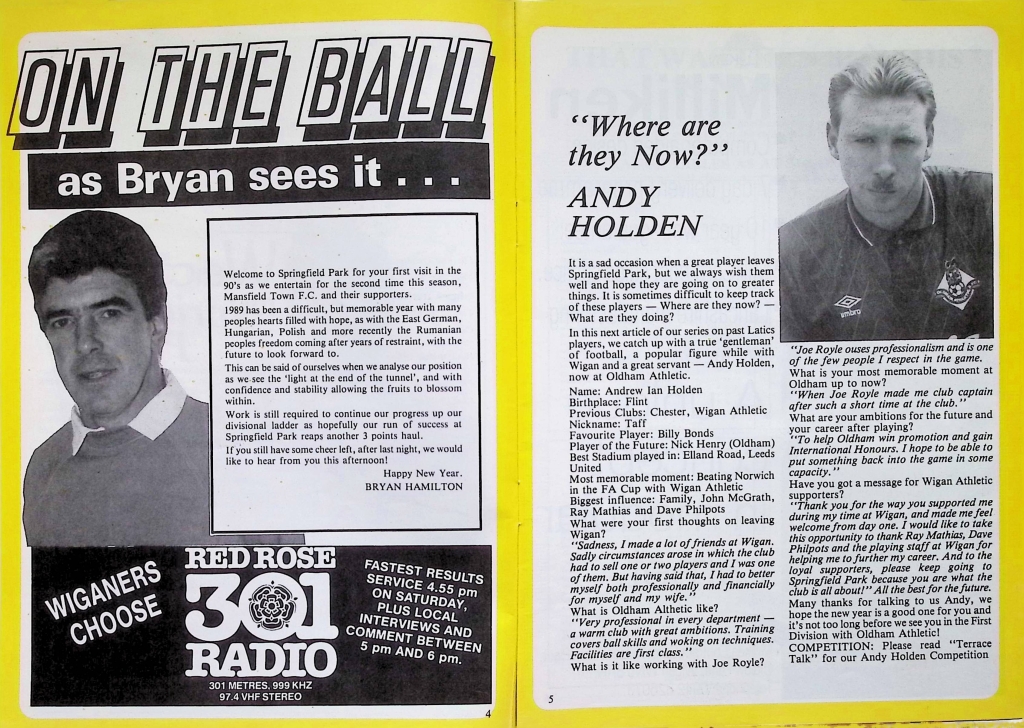 ON THE BALL
as Bryan sees it . . .
Welcome to Springfield Park for your first visit in the
90's as we entertain for the second time this season,
Mansfield Town F.C. and their supporters.
1989 has been a difficult, but memorable year with many
peoples hearts filled with hope, as with the East German,
Hungarian, Polish and more recently the Rumanian
peoples freedom coming after years of restraint, with the
future to look forward to.
This can be said of ourselves when we analyse our position
as we see the 'light at the end of the tunnel', and with
confidence and stability allowing the fruits to blossom
within.
Work is still required to continue our progress up our
divisional ladder as hopefully our run of success at
Springfield Park reaps another 3 points haul.
If you still have some cheer left, after last night, we would
like to hear from you this afternoon!
Happy New Year.
BRYAN HAMILTON
WIGANERS
CHOOSE
RED ROSE
301
RADIO
301 METRES, 999 KHZ
97.4 VHF STEREO
FASTEST RESULTS
SERVICE 4.55 pm
ON SATURDAY,
PLUS LOCAL
INTERVIEWS AND
COMMENT BETWEEN
5 pm AND 6 pm.
4
"Where are
they Now?"
ANDY
HOLDEN
It is a sad occasion when a great player leaves
Springfield Park, but we always wish them
well and hope they are going on to greater
things. It is sometimes difficult to keep track
of these players — Where are they now? —
What are they doing?
In this next article of our series on past Latics
players, we catch up with a true 'gentleman'
of football, a popular figure while with
Wigan and a great servant — Andy Holden,
now at Oldham Athletic.
Name: Andrew Ian Holden
Birthplace: Flint
Previous Clubs: Chester, Wigan Athletic
Nickname: Taff
Favourite Player: Billy Bonds
Player of the Future: Nick Henry (Oldham)
Best Stadium played in: Elland Road, Leeds
United
Most memorable moment: Beating Norwich
in the FA Cup with Wigan Athletic
Biggest influence: Family, John McGrath,
Ray Mathias and Dave Philpots
What were your first thoughts on leaving
Wigan?
"Sadness, I made a lot of friends at Wigan.
Sadly circumstances arose in which the club
had to sell one or two players and I was one
of them. But having said that, I had to better
myself both professionally and financially
for myself and my wife."
What is Oldham Althetic like?
"Very professional in every department —
a warm club with great ambitions. Training
covers ball skills and woking on techniques.
Facilities are first class."
What is it like working with Joe Royle?
umbro
"Joe Royle ouses professionalism and is one
of the few people I respect in the game.
What is your most memorable moment at
Oldham up to now?
"When Joe Royle made me club captain
after such a short time at the club."
What are your ambitions for the future and
your career after playing?
"To help Oldham win promotion and gain
International Honours. I hope to be able to
put something back into the game in some
capacity."
Have you got a message for Wigan Athletic
supporters?
"Thank you for the way you supported me
during my time at Wigan, and made me feel
welcome from day one. I would like to take
this opportunity to thank Ray Mathias, Dave
Philpots and the playing staff at Wigan for
helping me to further my career. And to the
loyal supporters, please keep going to
Springfield Park because you are what the
club is all about!" All the best for the future.
Many thanks for talking to us Andy, we
hope the new year is a good one for you and
it's not too long before we see you in the First
Division with Oldham Athletic!
COMPETITION: Please read "Terrace
Talk" for our Andy Holden Competition
5